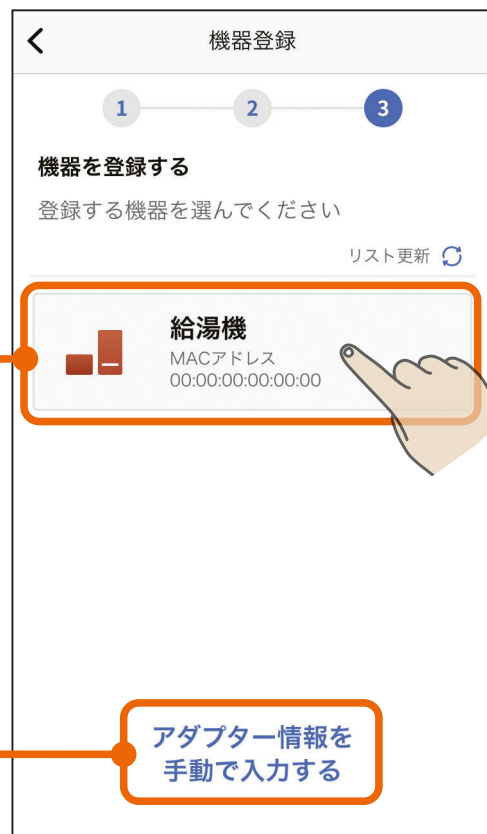 機器登録
1 2 3
機器を登録する
登録する機器を選んでください
リスト更新
給湯機
MACアドレス
00:00:00:00:00:00
アダプター情報を
手動で入力する